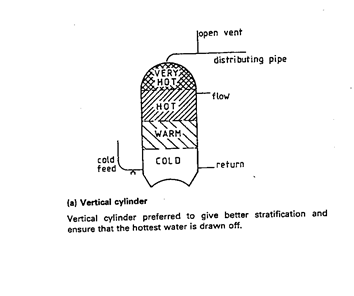 open vent
distributing pipe
VERY
HOT
flow
HOT
WARM
cold
feed
COLD
return
(a) Vertical cylinder
Vertical cylinder preferred to give better stratification and
ensure that the hottest water is drawn off.